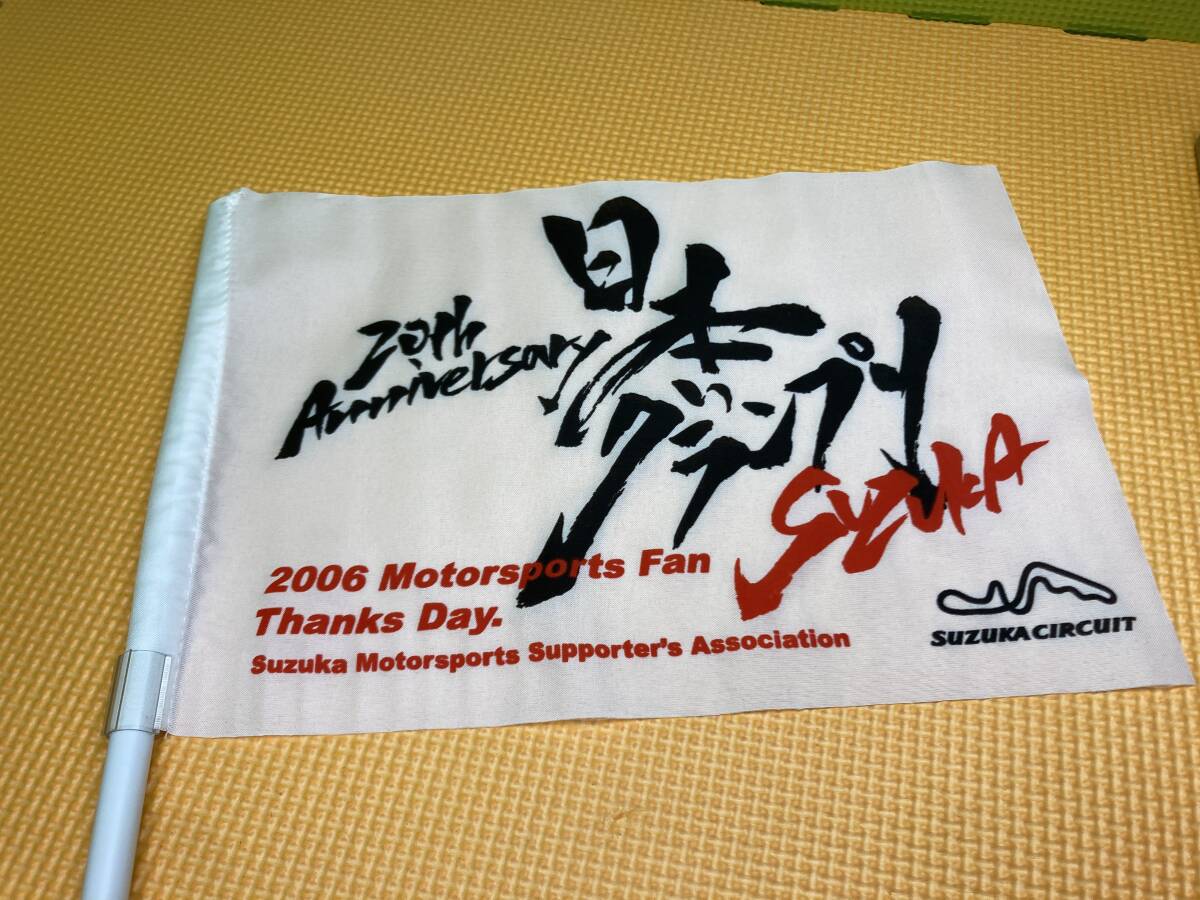 20th
Anniversary
日本
グランプリ
SUZUKA
2006 Motorsports Fan
Thanks Day.
Suzuka Motorsports Supporter's Association
SUZUKA CIRCUIT